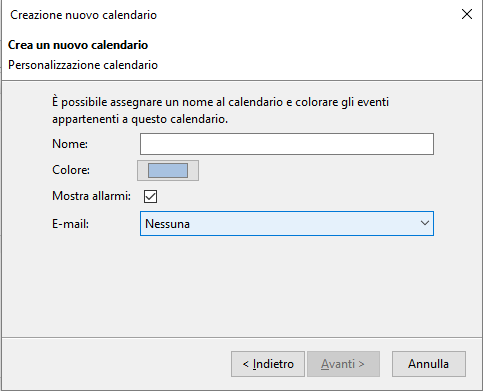 Creazione nuovo calendario
Crea un nuovo calendario
Personalizzazione calendario
È possibile assegnare un nome al calendario e colorare gli eventi
appartenenti a questo calendario.
Nome:
Colore:
Mostra allarmi:
E-mail: Nessuna
< Indietro Avanti > Annulla